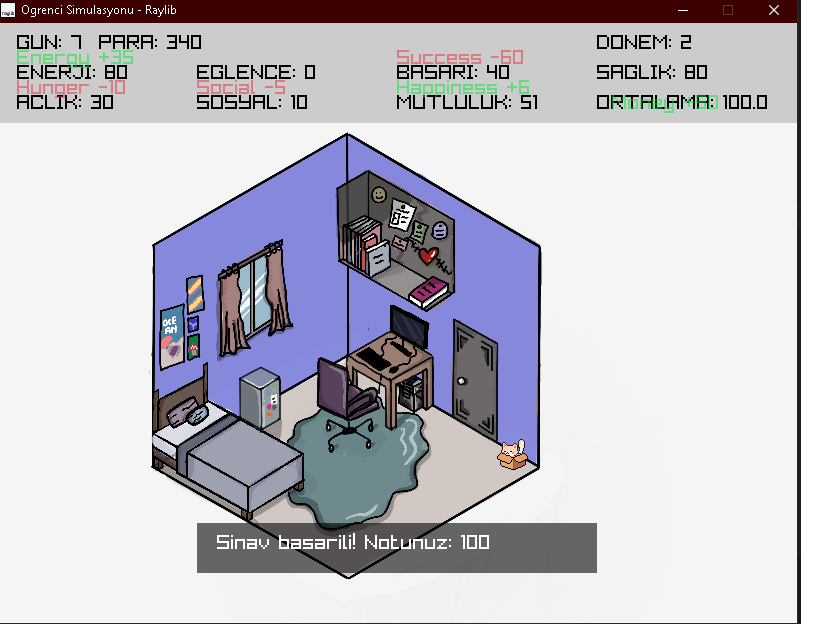 Ogrenci Simulasyonu - Raylib
GUN: 7 PARA: 340 DONEM: 2
Energy +35 Success -60
ENERJI: 80 EGLENCE: 0 BASARI: 40 SAGLIK: 80
Hunger -10 Social -5 Happiness +6
ACLIK: 30 SOSYAL: 10 MUTLULUK: 51 ORTALAMA: 100.0
OCE
AN
Sinav basarili! Notunuz: 100